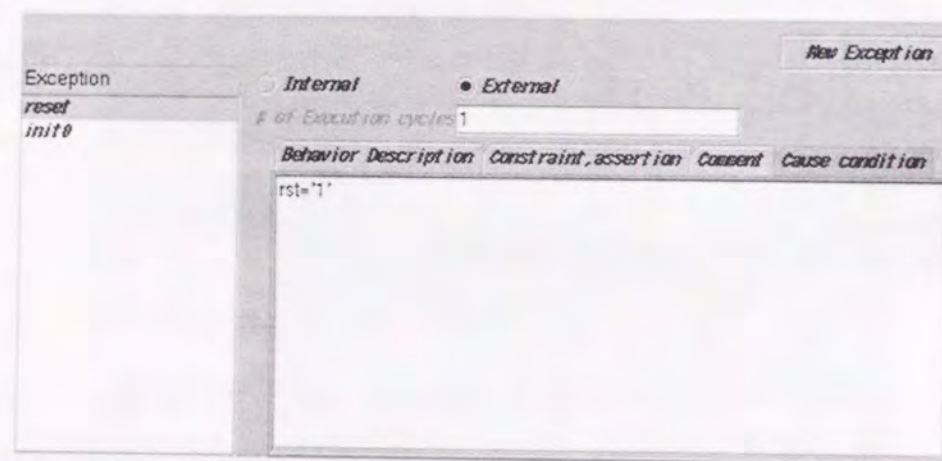 New Exception
Exception
Internal
External
reset
# of Execution cycles 1
init0
Behavior Description
Constraint,assertion
Comment
Cause condition
rst='1'